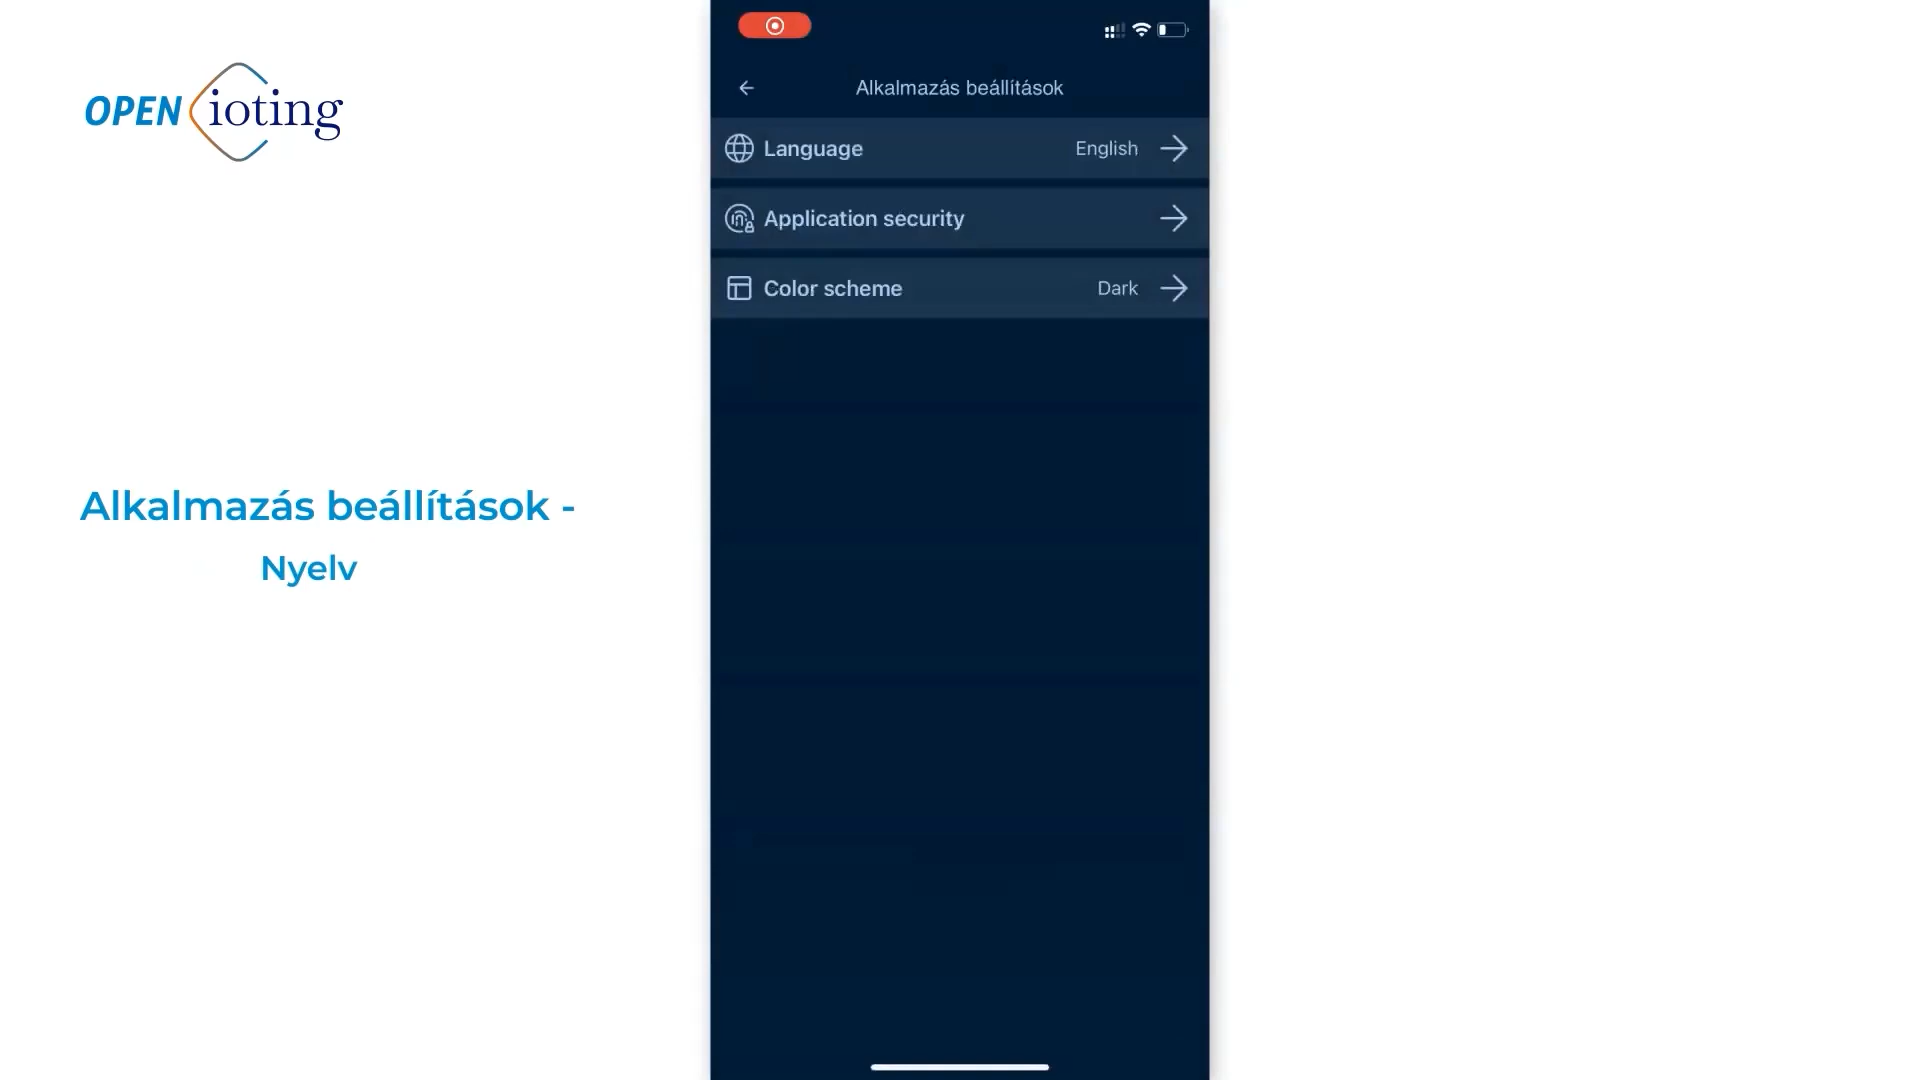 OPEN ioting
Alkalmazás beállítások -
Nyelv
Alkalmazás beállítások
Language English
Application security
Color scheme Dark